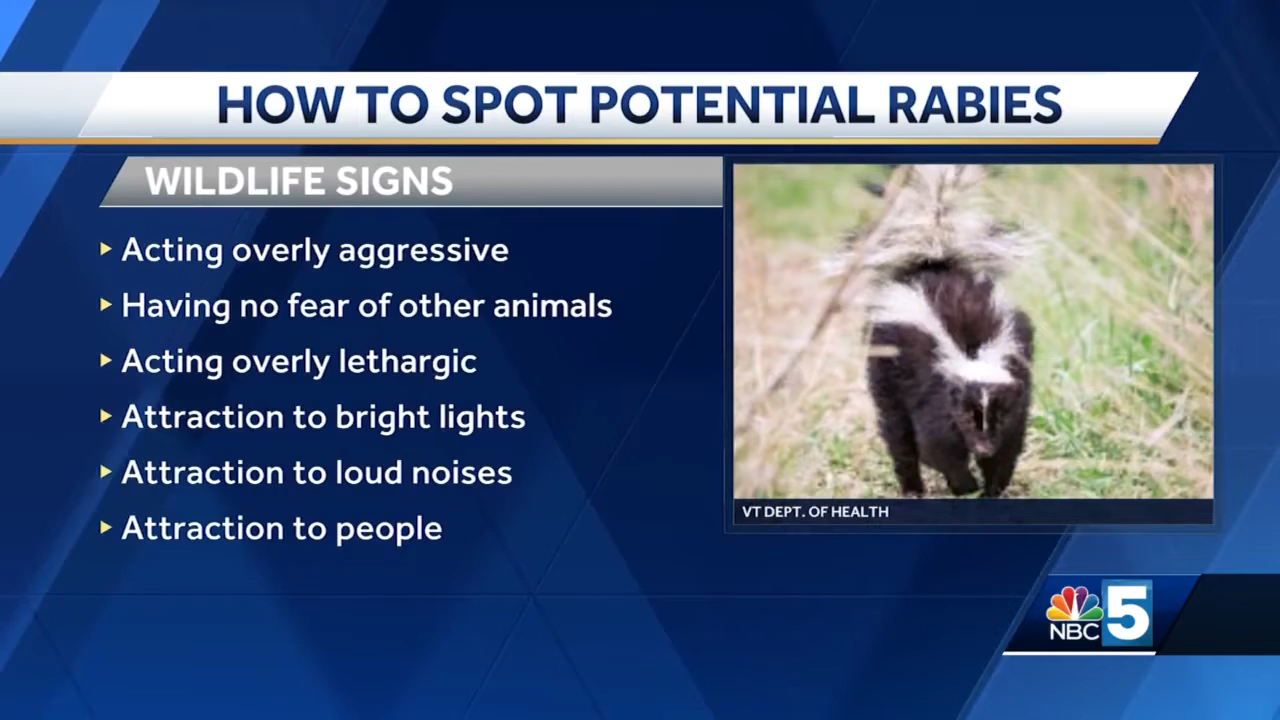 HOW TO SPOT POTENTIAL RABIES
WILDLIFE SIGNS
Acting overly aggressive
Having no fear of other animals
Acting overly lethargic
Attraction to bright lights
Attraction to loud noises
Attraction to people
VT DEPT. OF HEALTH
NBC 5